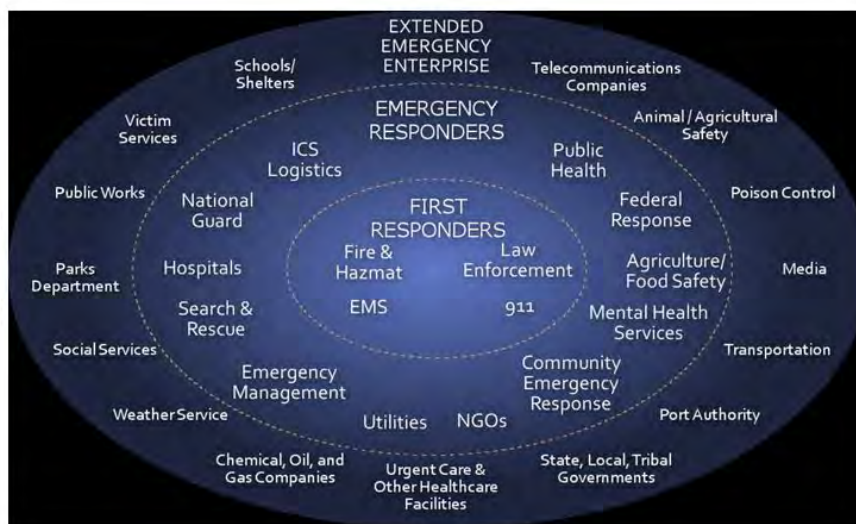 EXTENDED
EMERGENCY
ENTERPRISE
Schools/
Shelters
Telecommunications
Companies
Victim
Services
EMERGENCY
RESPONDERS
Animal / Agricultural
Safety
ICS
Logistics
Public
Health
Public Works
National
Guard
FIRST
RESPONDERS
Federal
Response
Poison Control
Parks
Department
Hospitals
Fire &
Hazmat
Law
Enforcement
Agriculture/
Food Safety
Media
Search &
Rescue
EMS
911
Mental Health
Services
Social Services
Transportation
Emergency
Management
Community
Emergency
Response
Weather Service
Utilities
NGOs
Port Authority
Chemical, Oil, and
Gas Companies
Urgent Care &
Other Healthcare
Facilities
State, Local, Tribal
Governments